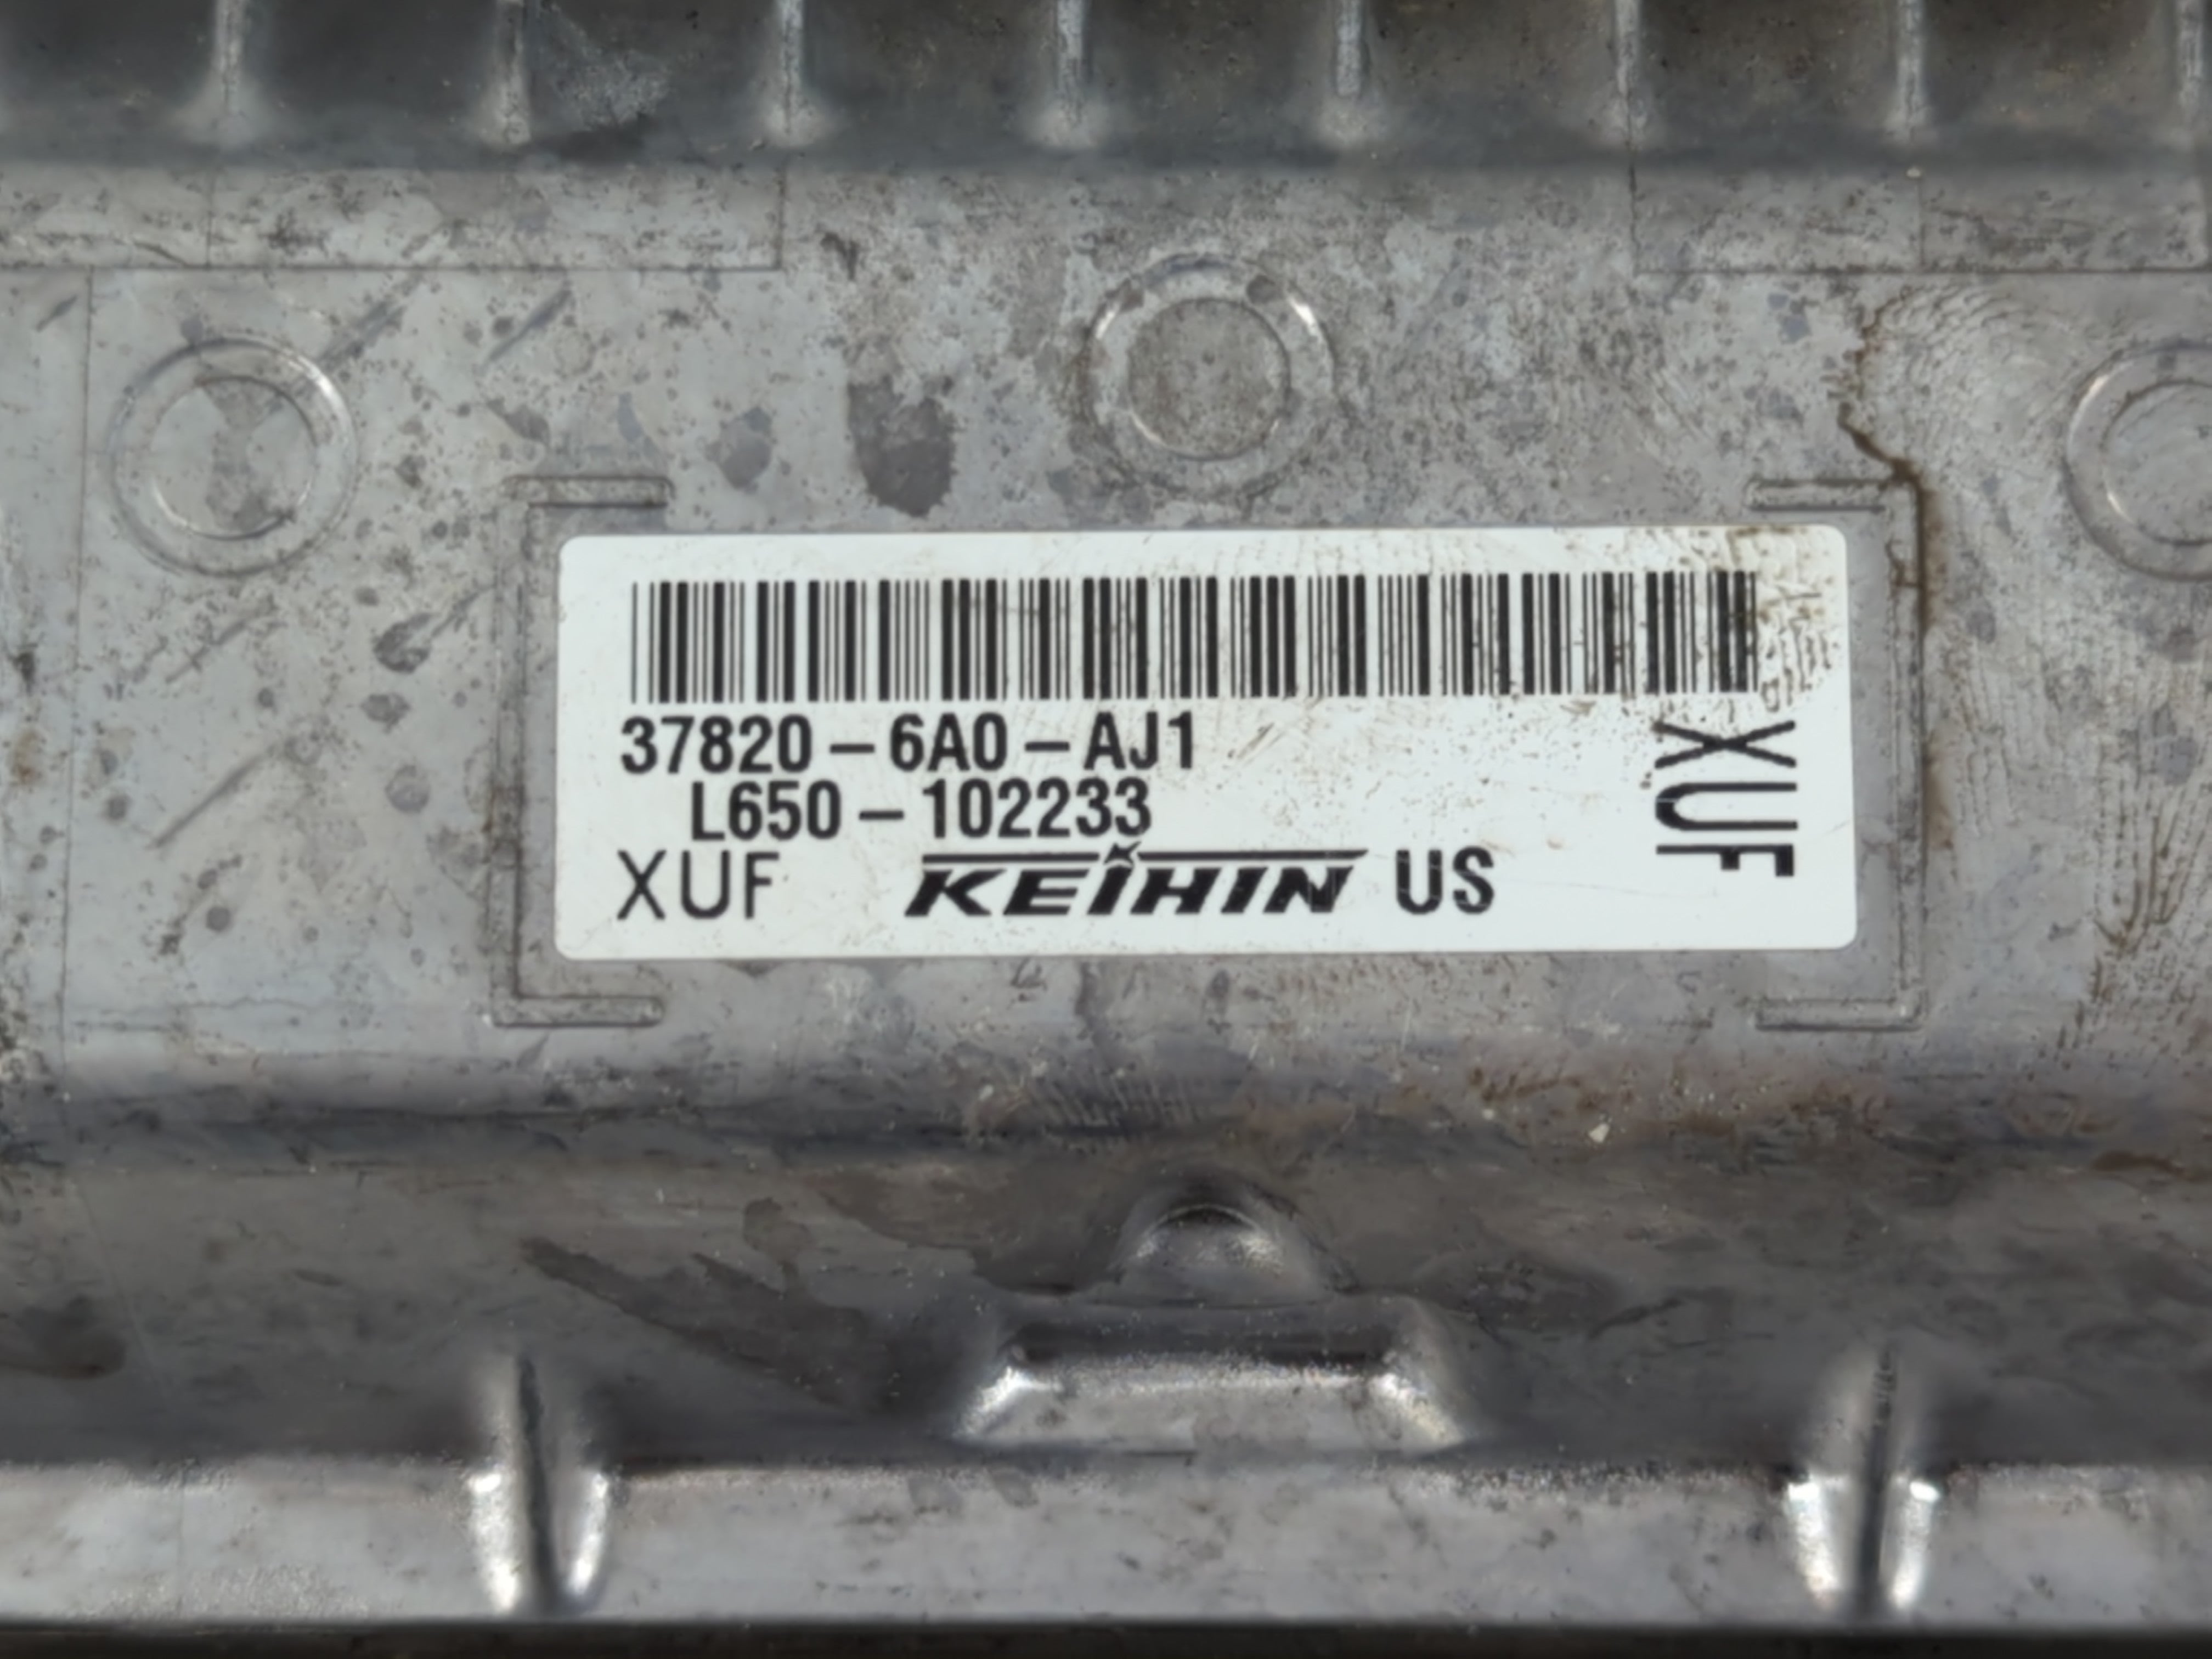 37820-6A0-AJ1
L650-102233
XUF KEIHIN US
XUF